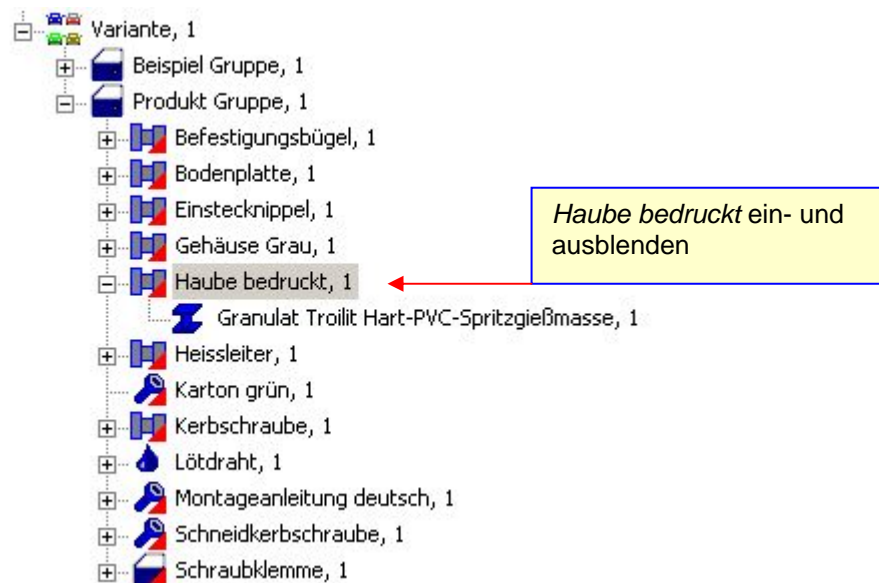 Variante, 1
Beispiel Gruppe, 1
Produkt Gruppe, 1
Befestigungsbügel, 1
Bodenplatte, 1
Einstecknippel, 1
Gehäuse Grau, 1
Haube bedruckt, 1
Haube bedruckt ein- und
ausblenden
Granulat Troilit Hart-PVC-Spritzgießmasse, 1
Heissleiter, 1
Karton grün, 1
Kerbschraube, 1
Lötdraht, 1
Montageanleitung deutsch, 1
Schneidkerbschraube, 1
Schraubklemme, 1